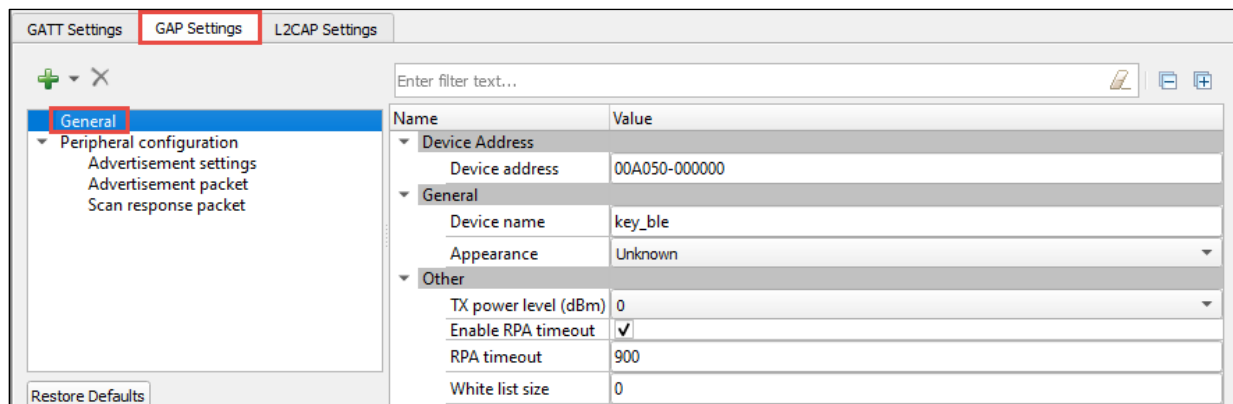 GATT Settings GAP Settings L2CAP Settings
Enter filter text...
General
Peripheral configuration
Advertisement settings
Advertisement packet
Scan response packet
Restore Defaults
Name Value
Device Address
Device address 00A050-000000
General
Device name key_ble
Appearance Unknown
Other
TX power level (dBm) 0
Enable RPA timeout
RPA timeout 900
White list size 0